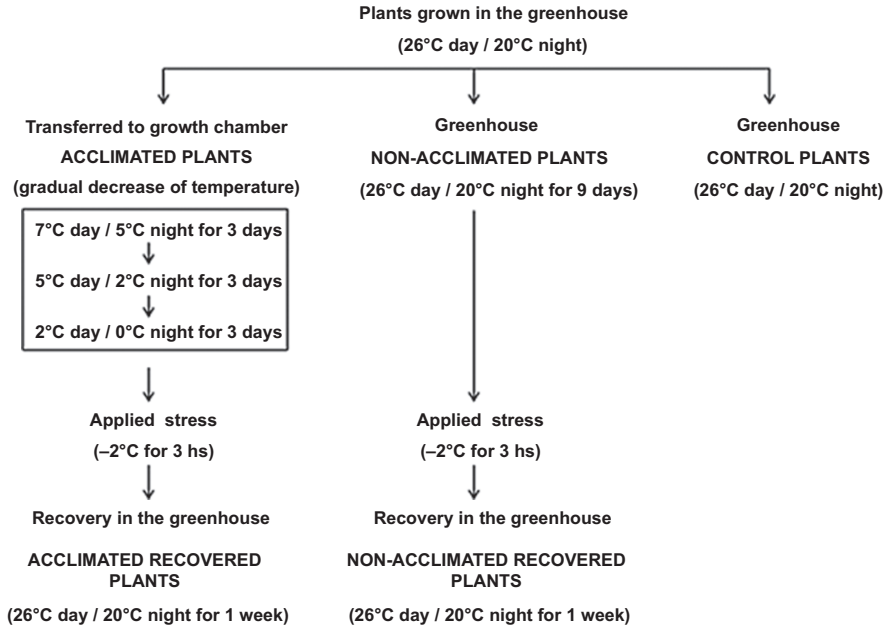 Plants grown in the greenhouse
(26°C day / 20°C night)
Transferred to growth chamber
ACCLIMATED PLANTS
(gradual decrease of temperature)
7°C day / 5°C night for 3 days
5°C day / 2°C night for 3 days
2°C day / 0°C night for 3 days
Applied stress
(–2°C for 3 hs)
Recovery in the greenhouse
ACCLIMATED RECOVERED
PLANTS
(26°C day / 20°C night for 1 week)
Greenhouse
NON-ACCLIMATED PLANTS
(26°C day / 20°C night for 9 days)
Applied stress
(–2°C for 3 hs)
Recovery in the greenhouse
NON-ACCLIMATED RECOVERED
PLANTS
(26°C day / 20°C night for 1 week)
Greenhouse
CONTROL PLANTS
(26°C day / 20°C night)